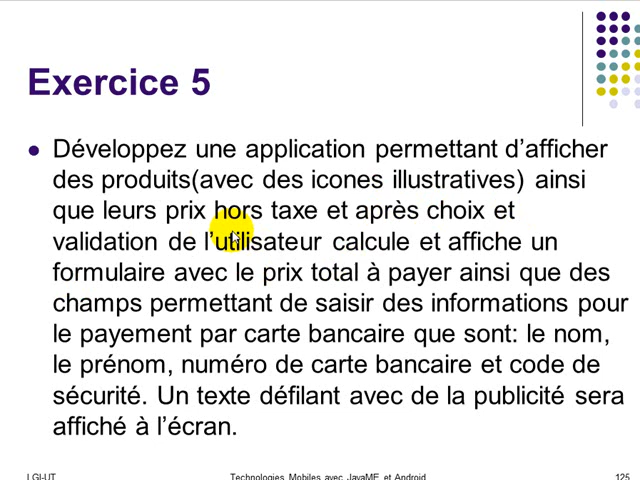 Exercice 5
Développez une application permettant d'afficher
des produits(avec des icones illustratives) ainsi
que leurs prix hors taxe et après choix et
validation de l'utilisateur calcule et affiche un
formulaire avec le prix total à payer ainsi que des
champs permettant de saisir des informations pour
le payement par carte bancaire que sont: le nom,
le prénom, numéro de carte bancaire et code de
sécurité. Un texte défilant avec de la publicité sera
affiché à l'écran.
LGI-UT
Technologies Mobiles avec JavaME et Android
125